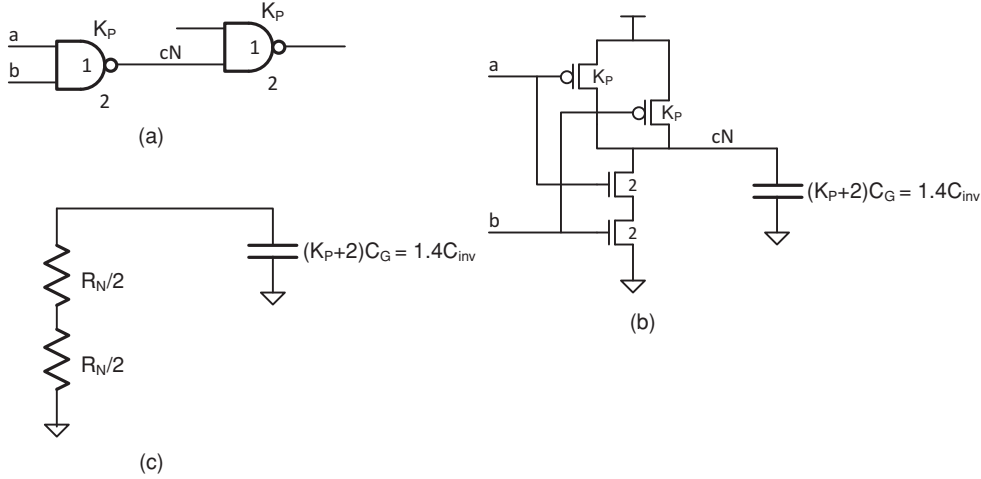 K_P
K_P
a
b
1
cN
1
2
2
(a)
a
K_P
K_P
cN
2
(K_P+2)C_G = 1.4C_inv
b
2
(b)
(K_P+2)C_G = 1.4C_inv
R_N/2
R_N/2
(c)